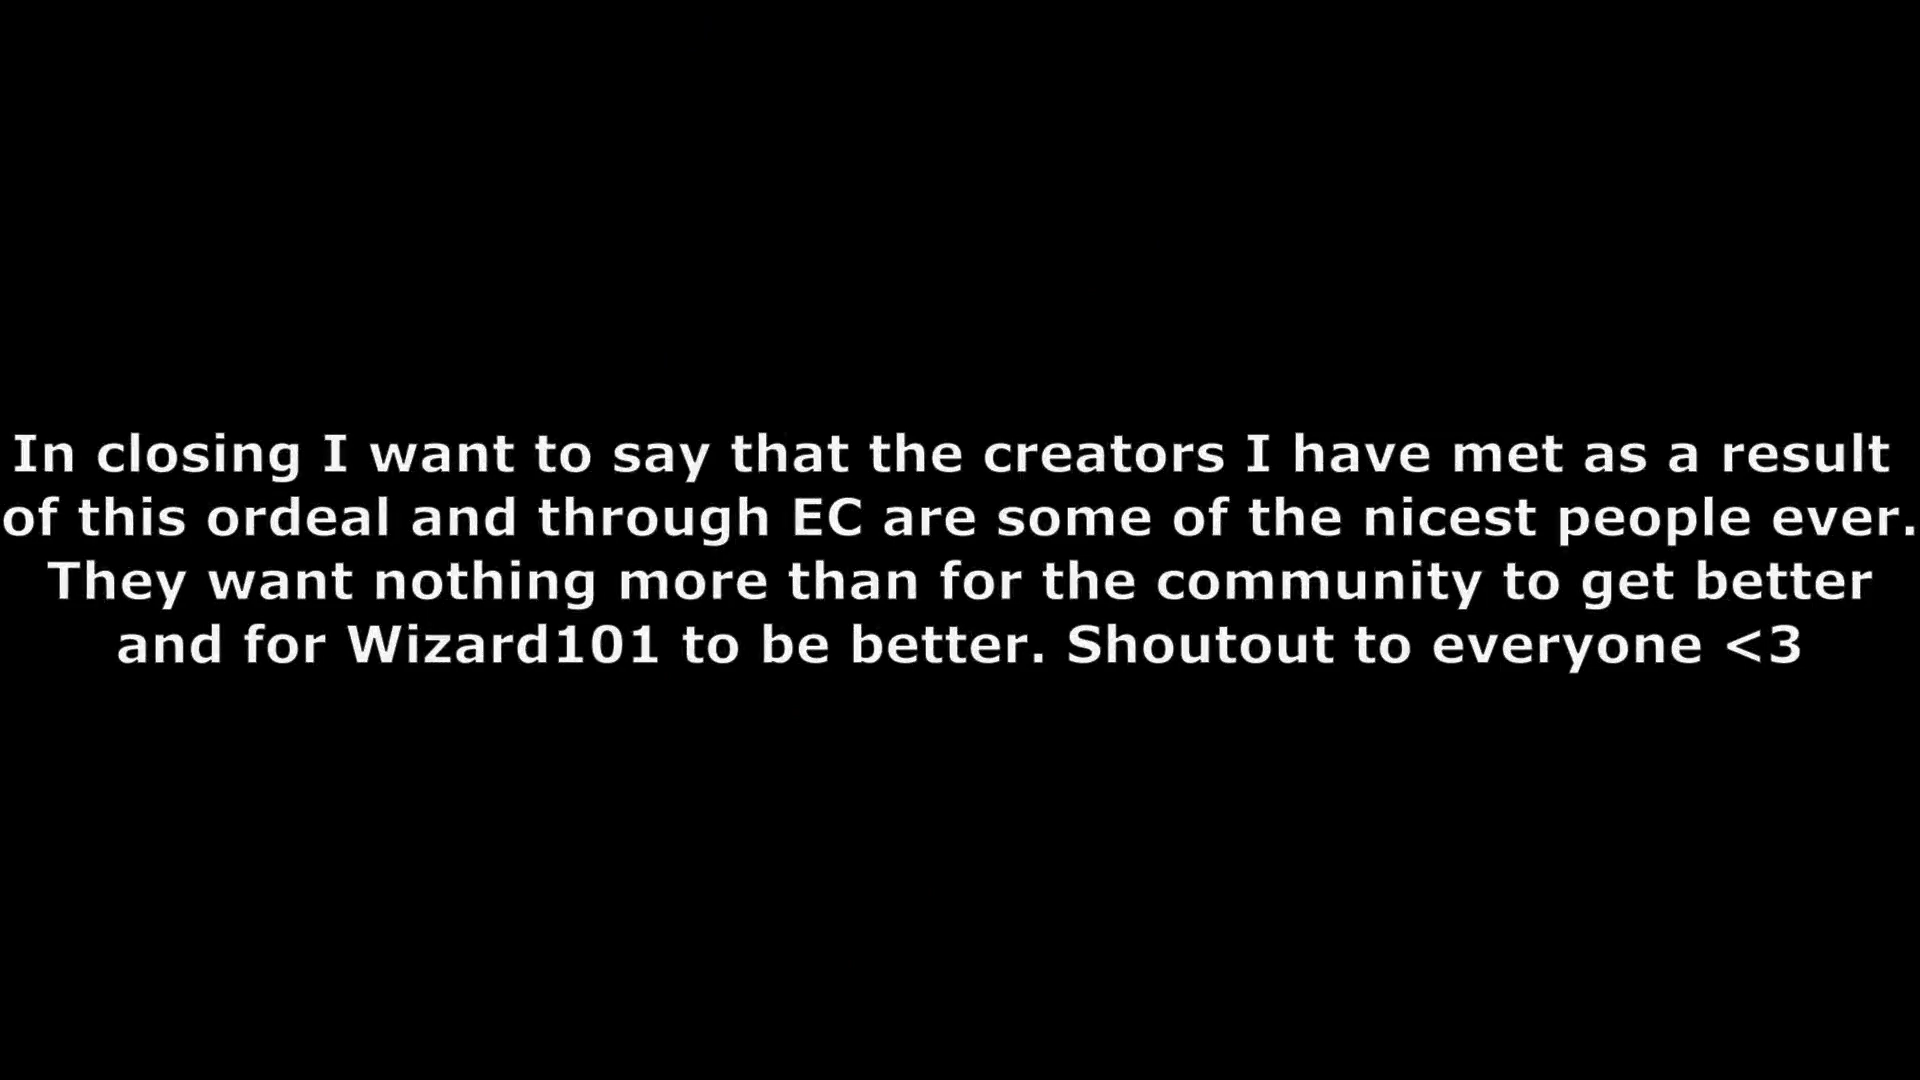 In closing I want to say that the creators I have met as a result
of this ordeal and through EC are some of the nicest people ever.
They want nothing more than for the community to get better
and for Wizard101 to be better. Shoutout to everyone <3